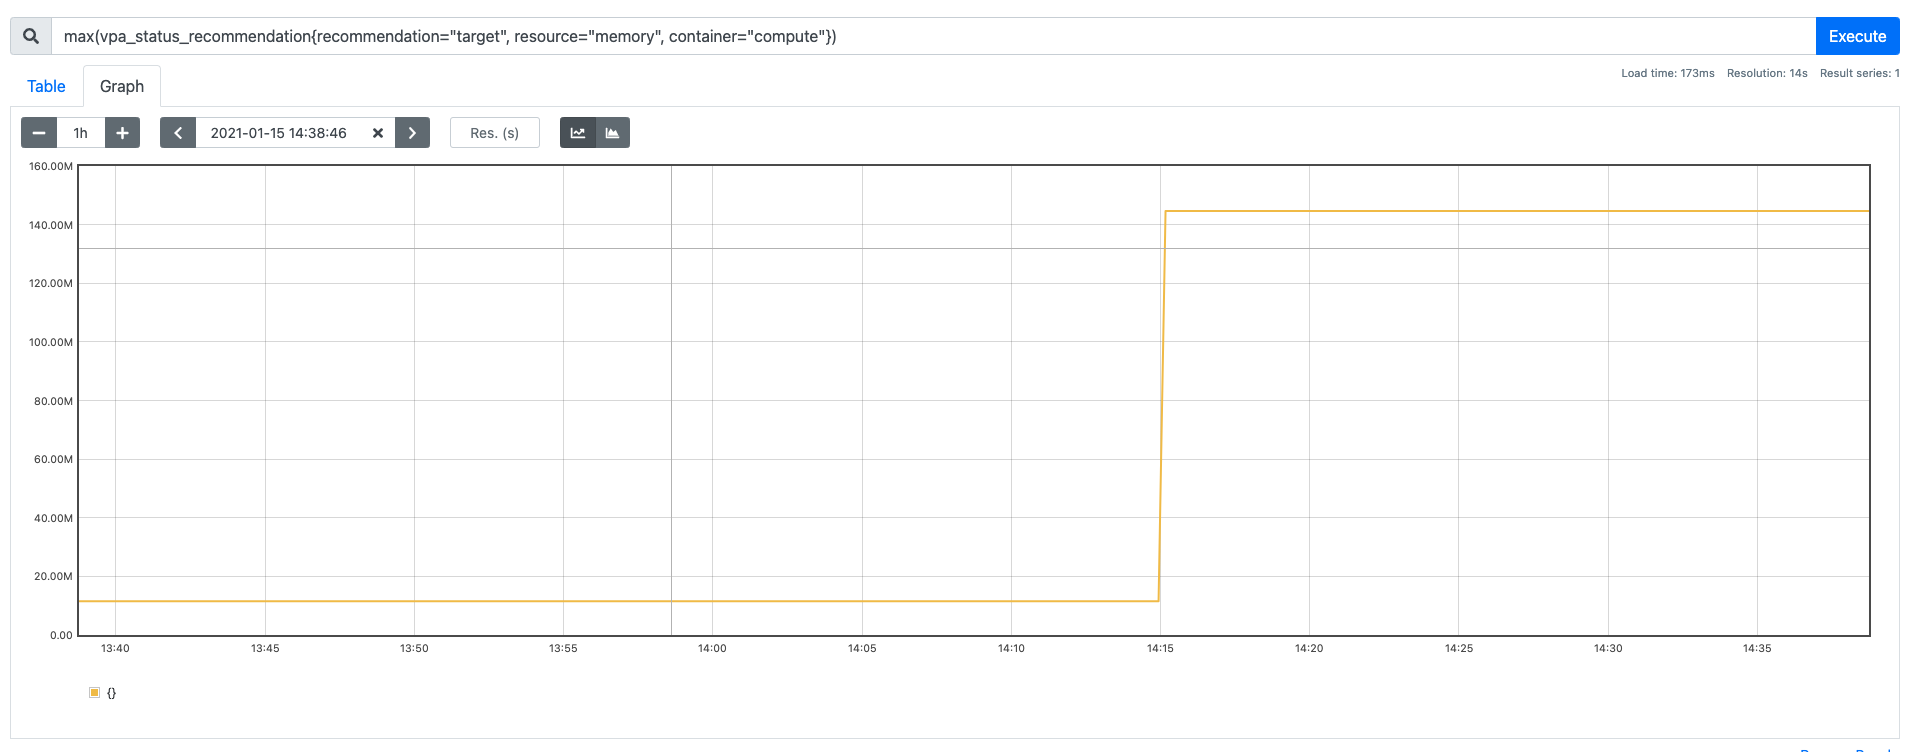 max(vpa_status_recommendation{recommendation="target", resource="memory", container="compute"})
Execute
Load time: 173ms Resolution: 14s Result series: 1
Table Graph
1h 2021-01-15 14:38:46 Res. (s)
160.00M
140.00M
120.00M
100.00M
80.00M
60.00M
40.00M
20.00M
0.00
13:40 13:45 13:50 13:55 14:00 14:05 14:10 14:15 14:20 14:25 14:30 14:35
{}